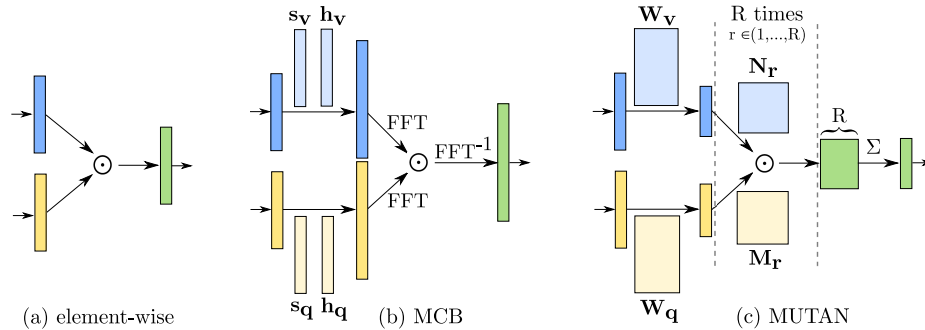 s_v h_v
FFT
FFT
FFT^-1
s_q h_q
W_v
R times
r ∈(1,...,R)
N_r
R
Σ
M_r
W_q
(a) element-wise
(b) MCB
(c) MUTAN